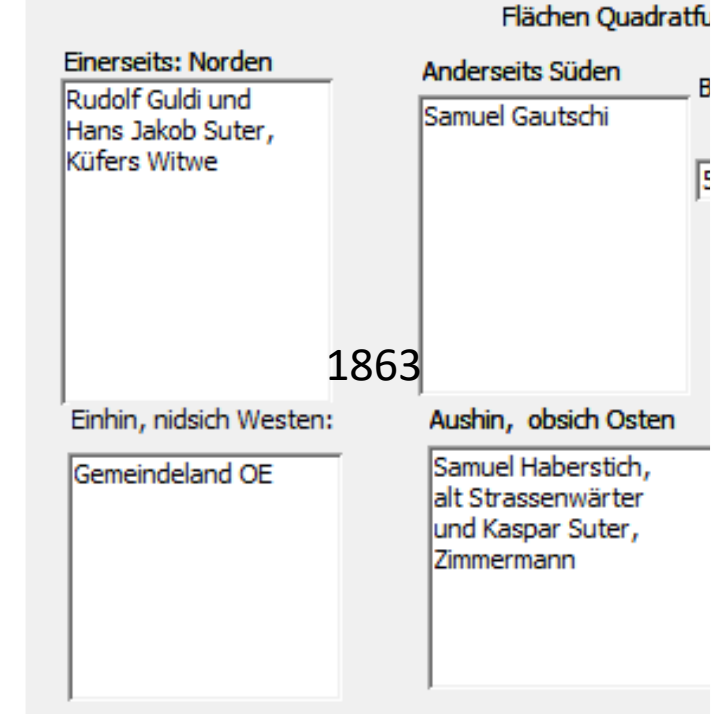 Flächen
Einerseits: Norden
Anderseits Süden
Rudolf Guldi und
Hans Jakob Suter,
Küfers Witwe
Samuel Gautschi
1863
Einhin, nidsich Westen:
Aushin, obsich Osten
Gemeindeland OE
Samuel Haberstich,
alt Strassenwärter
und Kaspar Suter,
Zimmermann